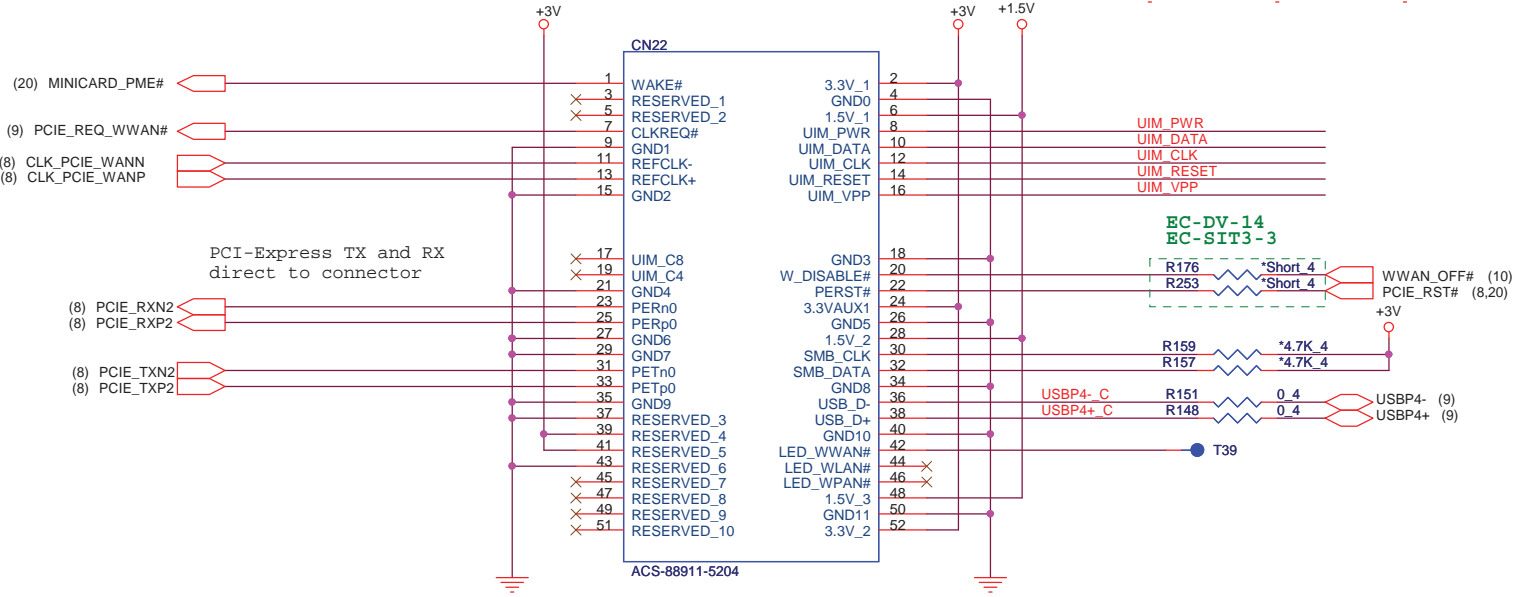 +3V
+3V
+1.5V
CN22
(20) MINICARD_PME#
1 WAKE#
3 RESERVED_1
5 RESERVED_2
(9) PCIE_REQ_WWAN#
7 CLKREQ#
9 GND1
(8) CLK_PCIE_WANN
11 REFCLK-
(8) CLK_PCIE_WANP
13 REFCLK+
15 GND2
PCI-Express TX and RX
direct to connector
17 UIM_C8
19 UIM_C4
21 GND4
(8) PCIE_RXN2
23 PERn0
(8) PCIE_RXP2
25 PERp0
27 GND6
29 GND7
(8) PCIE_TXN2
31 PETn0
(8) PCIE_TXP2
33 PETp0
35 GND9
37 RESERVED_3
39 RESERVED_4
41 RESERVED_5
43 RESERVED_6
45 RESERVED_7
47 RESERVED_8
49 RESERVED_9
51 RESERVED_10
3.3V_1 2
GND0 4
1.5V_1 6
UIM_PWR 8 UIM_PWR
UIM_DATA 10 UIM_DATA
UIM_CLK 12 UIM_CLK
UIM_RESET 14 UIM_RESET
UIM_VPP 16 UIM_VPP
EC-DV-14
EC-SIT3-3
GND3 18
W_DISABLE# 20 R176 *Short_4 WWAN_OFF# (10)
PERST# 22 R253 *Short_4 PCIE_RST# (8,20)
3.3VAUX1 24
+3V
GND5 26
1.5V_2 28
SMB_CLK 30 R159 *4.7K_4
SMB_DATA 32 R157 *4.7K_4
GND8 34
USB_D- 36 USBP4-_C R151 0_4 USBP4- (9)
USB_D+ 38 USBP4+_C R148 0_4 USBP4+ (9)
GND10 40
LED_WWAN# 42 T39
LED_WLAN# 44
LED_WPAN# 46
1.5V_3 48
GND11 50
3.3V_2 52
ACS-88911-5204